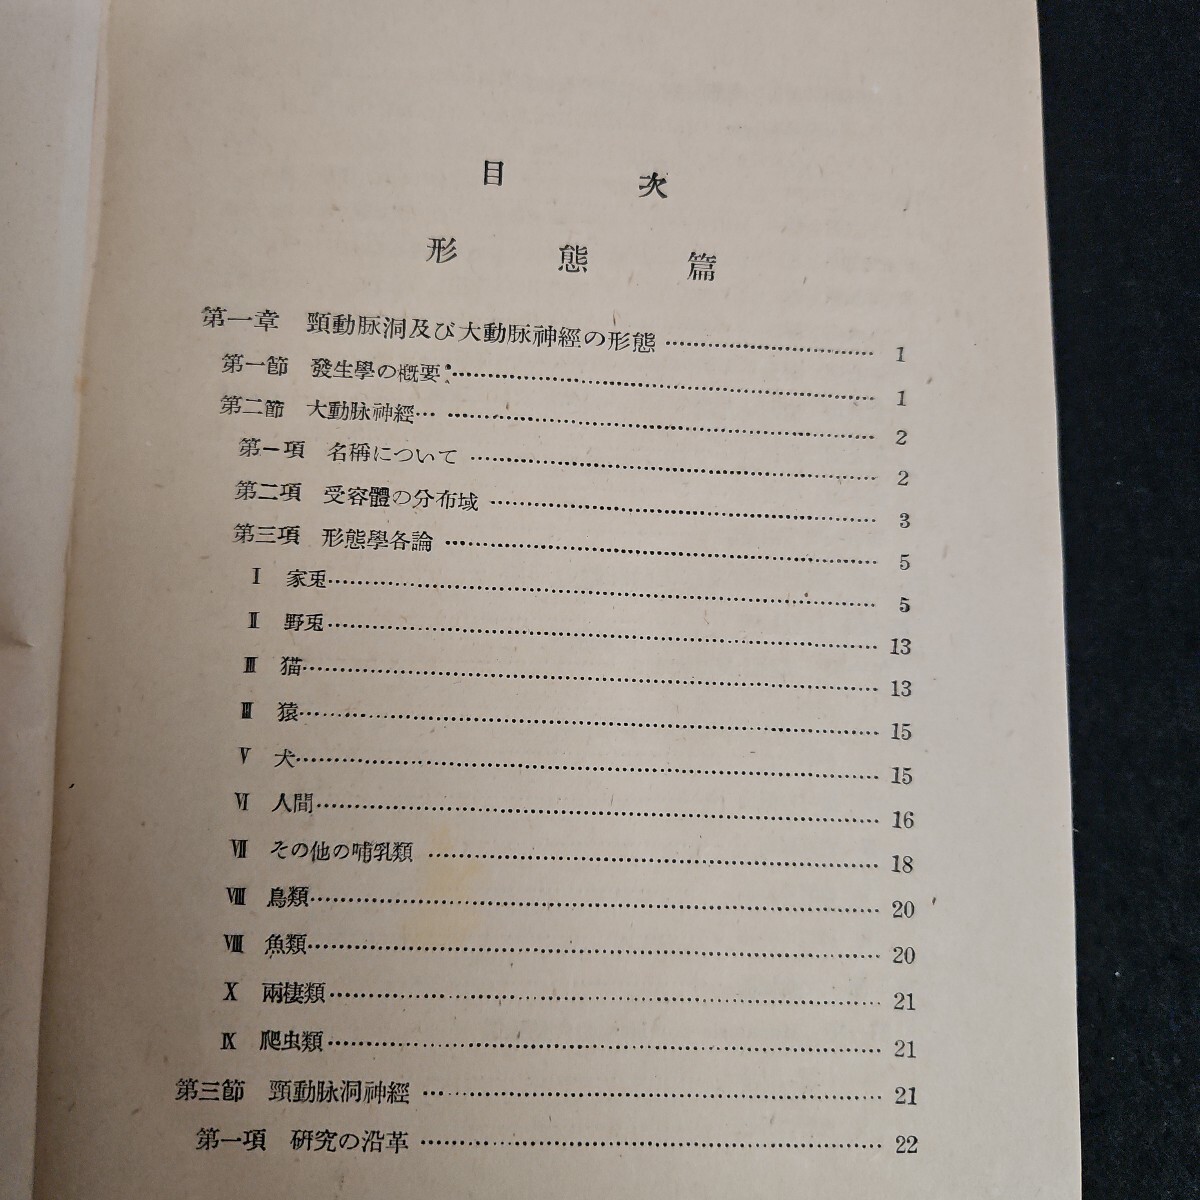 目次
形態篇
第一章 頸動脉洞及び大動脉神經の形態 1
第一節 發生學の概要 1
第二節 大動脉神經 2
第一項 名稱について 2
第二項 受容體の分布域 3
第三項 形態學各論 5
Ⅰ 家兎 5
Ⅱ 野兎 13
Ⅲ 猫 13
Ⅲ 猿 15
Ⅴ 犬 15
Ⅵ 人間 16
Ⅶ その他の哺乳類 18
Ⅷ 鳥類 20
Ⅷ 魚類 20
Ⅹ 兩棲類 21
Ⅸ 爬虫類 21
第三節 頸動脉洞神經 21
第一項 硏究の沿革 22